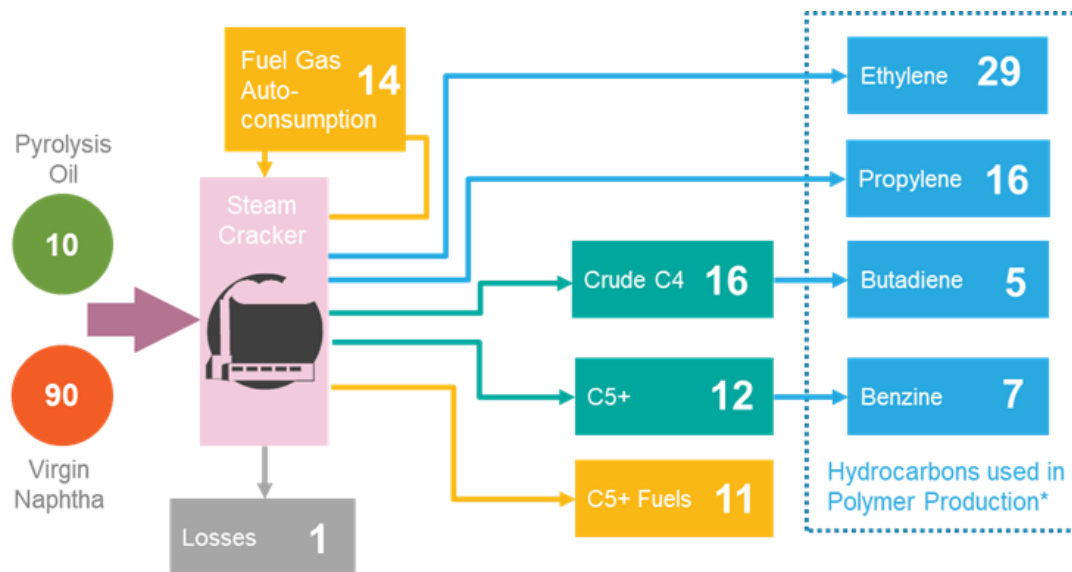 Fuel Gas
Auto-
consumption
14
Pyrolysis
Oil
10
90
Virgin
Naphtha
Steam
Cracker
Losses 1
Crude C4 16
C5+ 12
C5+ Fuels 11
Ethylene 29
Propylene 16
Butadiene 5
Benzine 7
Hydrocarbons used in
Polymer Production*